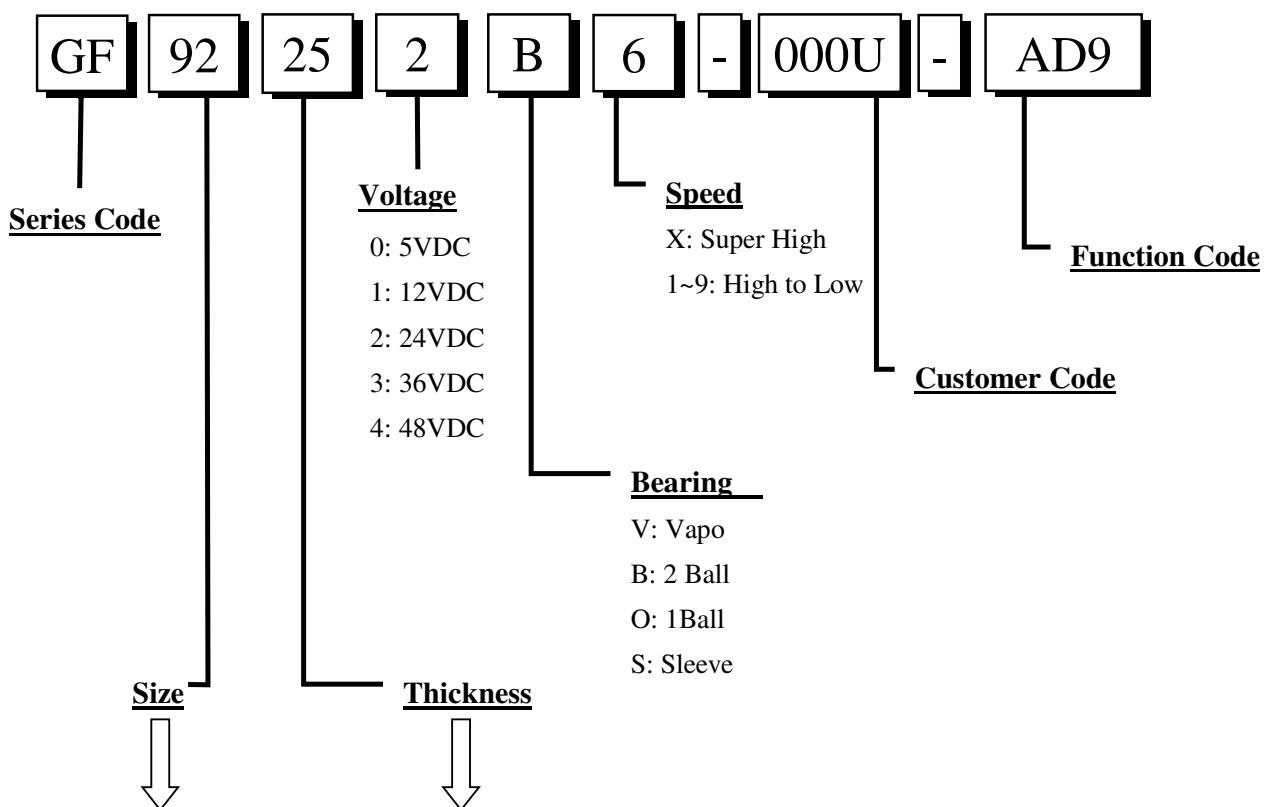 GF 92 25 2 B 6 - 000U - AD9
Series Code
Voltage
0: 5VDC
1: 12VDC
2: 24VDC
3: 36VDC
4: 48VDC
Speed
X: Super High
1~9: High to Low
Function Code
Customer Code
Bearing
V: Vapo
B: 2 Ball
O: 1Ball
S: Sleeve
Size
Thickness